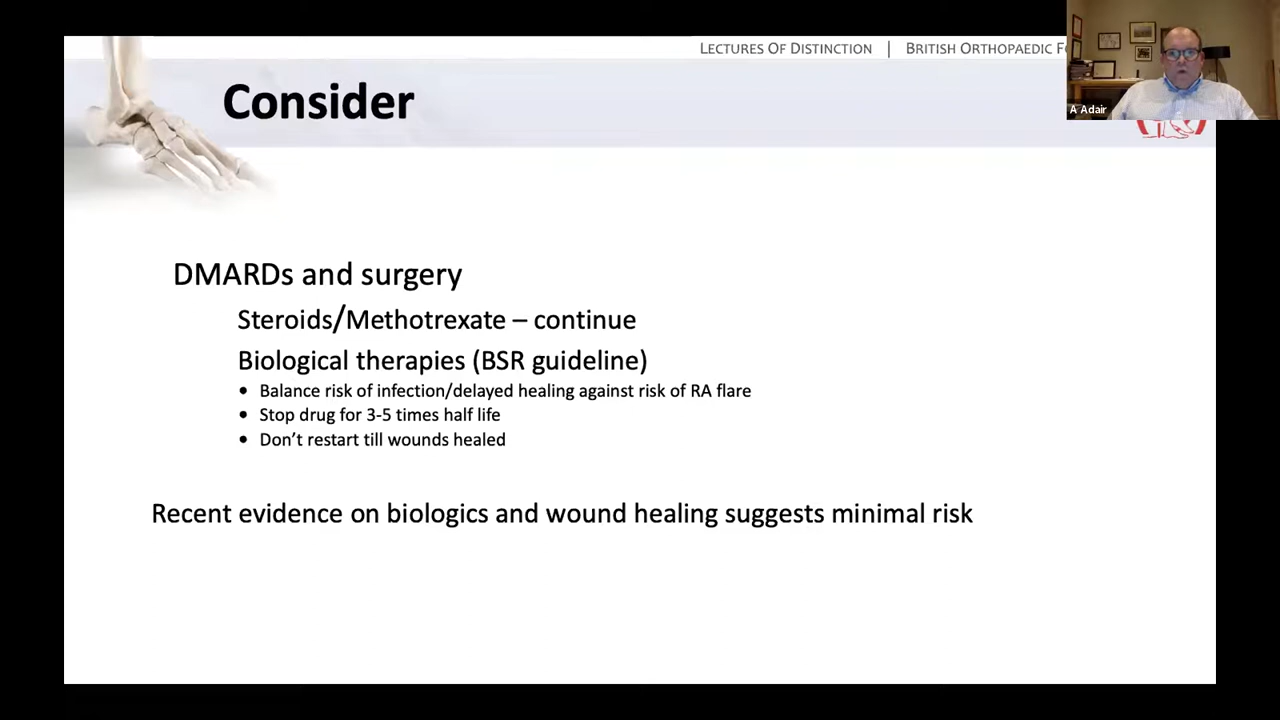 LECTURES OF DISTINCTION | BRITISH ORTHOPAEDIC
A Adair
Consider
DMARDs and surgery
Steroids/Methotrexate – continue
Biological therapies (BSR guideline)
• Balance risk of infection/delayed healing against risk of RA flare
• Stop drug for 3-5 times half life
• Don’t restart till wounds healed
Recent evidence on biologics and wound healing suggests minimal risk